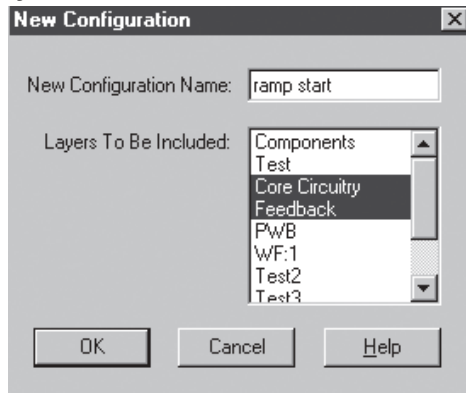 New Configuration
New Configuration Name: ramp start
Layers To Be Included: Components
Test
Core Circuitry
Feedback
PWB
WF:1
Test2
Test3
OK Cancel Help